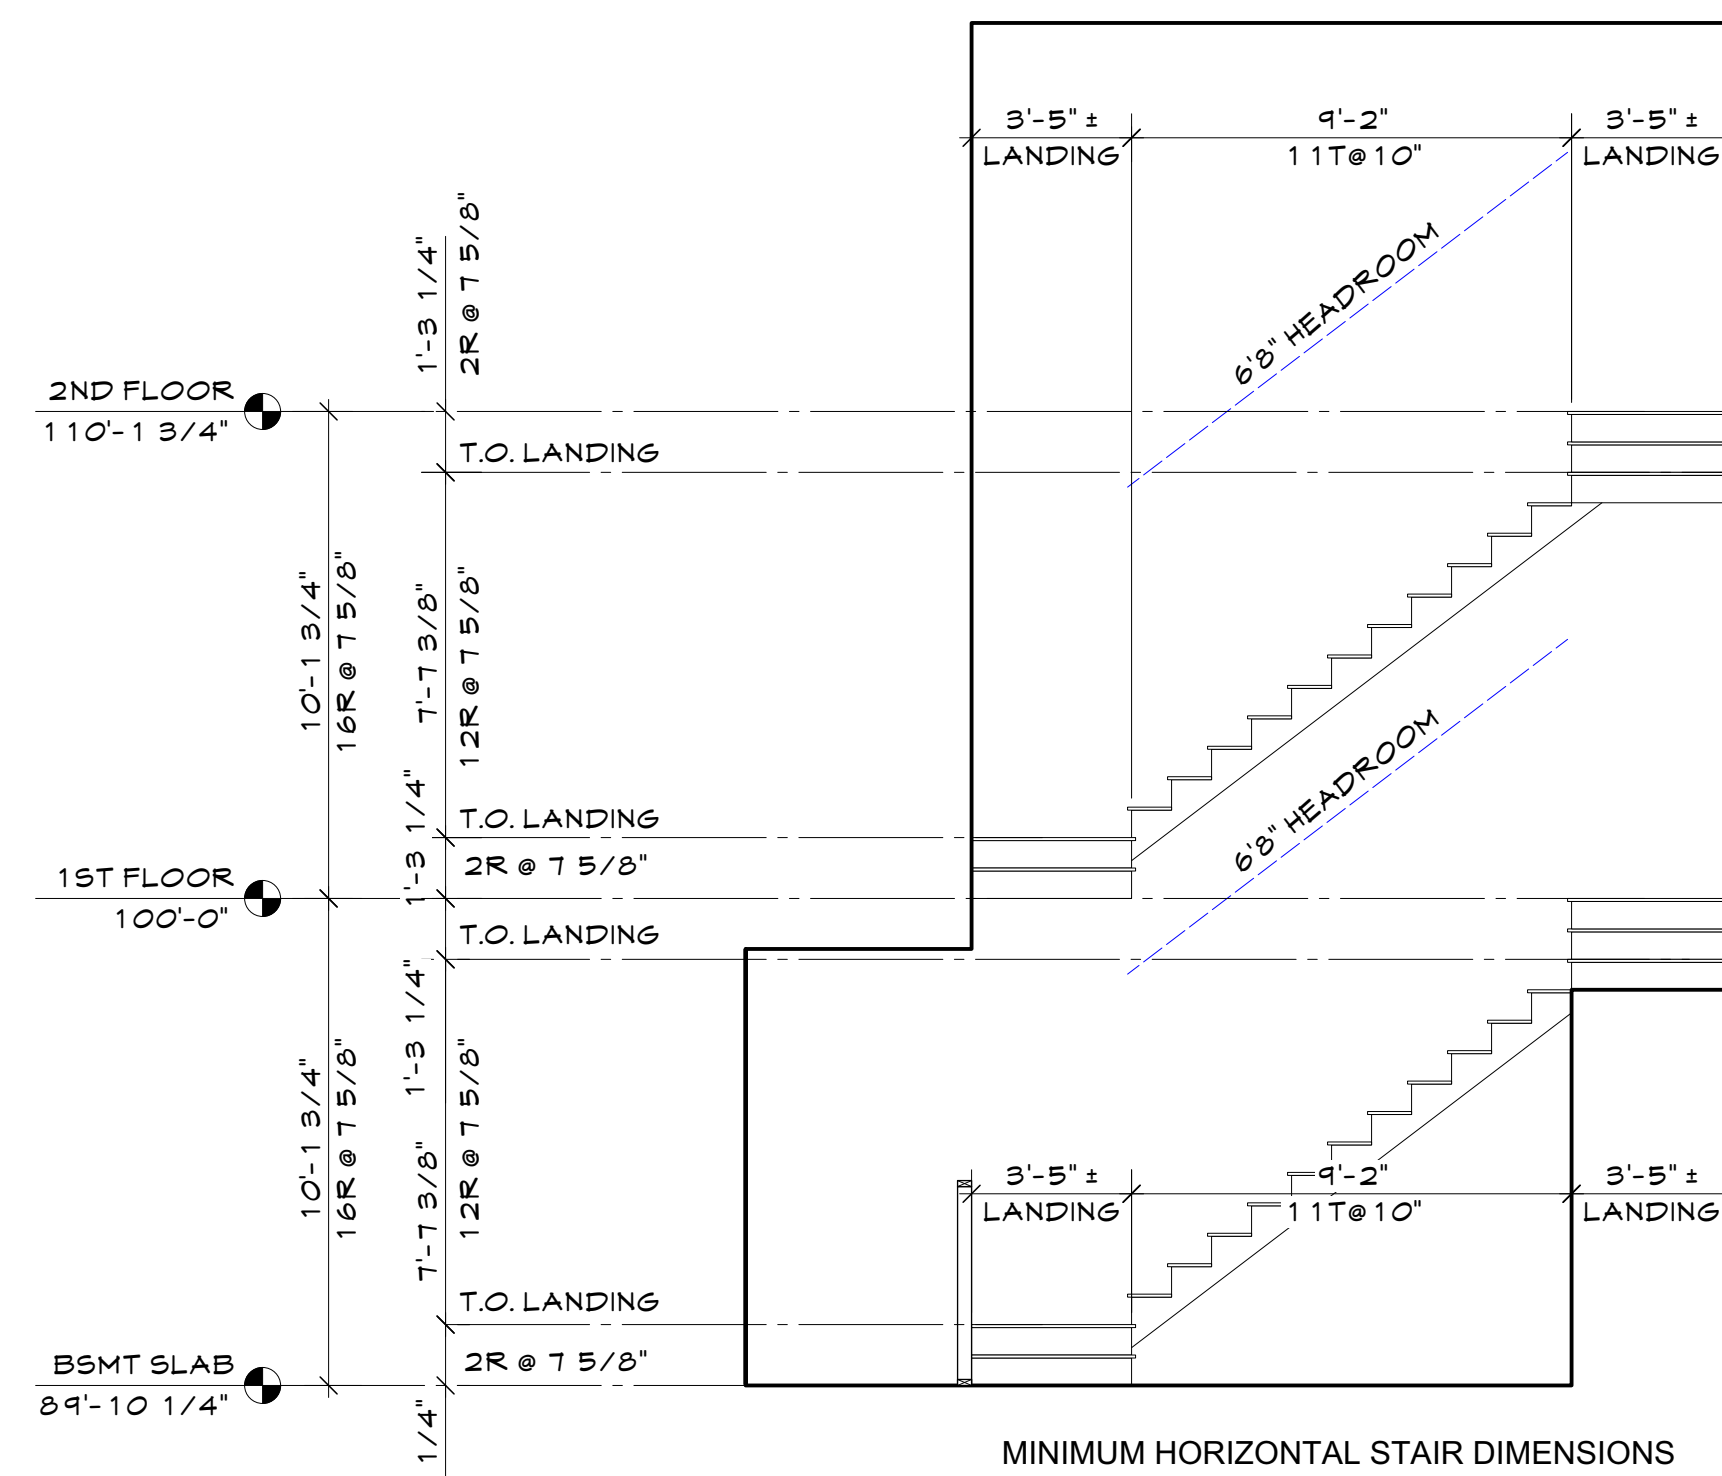 3'-5" ±
LANDING
9'-2"
11T@10"
3'-5" ±
LANDING
1'-3 1/4"
2R @ 7 5/8"
6'8" HEADROOM
2ND FLOOR
110'-1 3/4"
T.O. LANDING
10'-1 3/4"
16R @ 7 5/8"
7'-7 3/8"
12R @ 7 5/8"
6'8" HEADROOM
1'-3 1/4"
T.O. LANDING
2R @ 7 5/8"
1ST FLOOR
100'-0"
T.O. LANDING
1'-3 1/4"
10'-1 3/4"
16R @ 7 5/8"
7'-7 3/8"
12R @ 7 5/8"
3'-5" ±
LANDING
9'-2"
11T@10"
3'-5" ±
LANDING
T.O. LANDING
2R @ 7 5/8"
BSMT SLAB
89'-10 1/4"
1/4"
MINIMUM HORIZONTAL STAIR DIMENSIONS